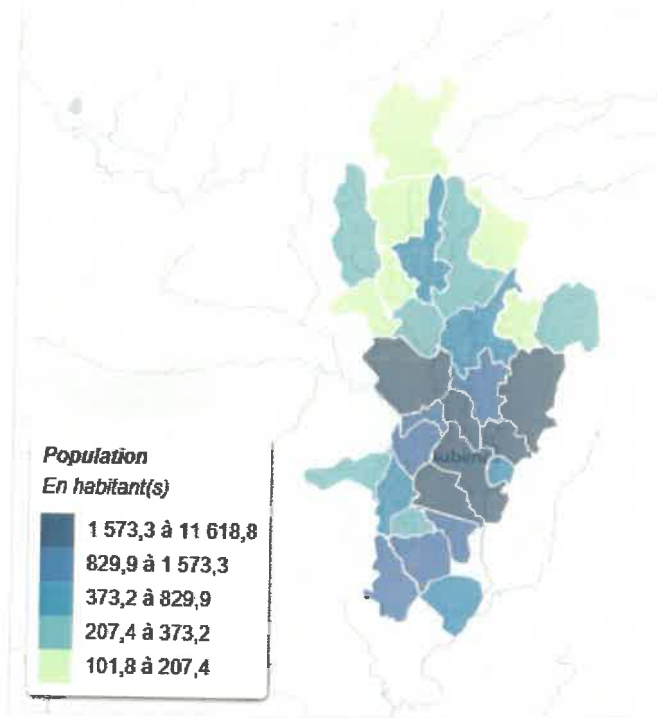 Population
En habitant(s)
1 573,3 à 11 618,8
829,9 à 1 573,3
373,2 à 829,9
207,4 à 373,2
101,8 à 207,4